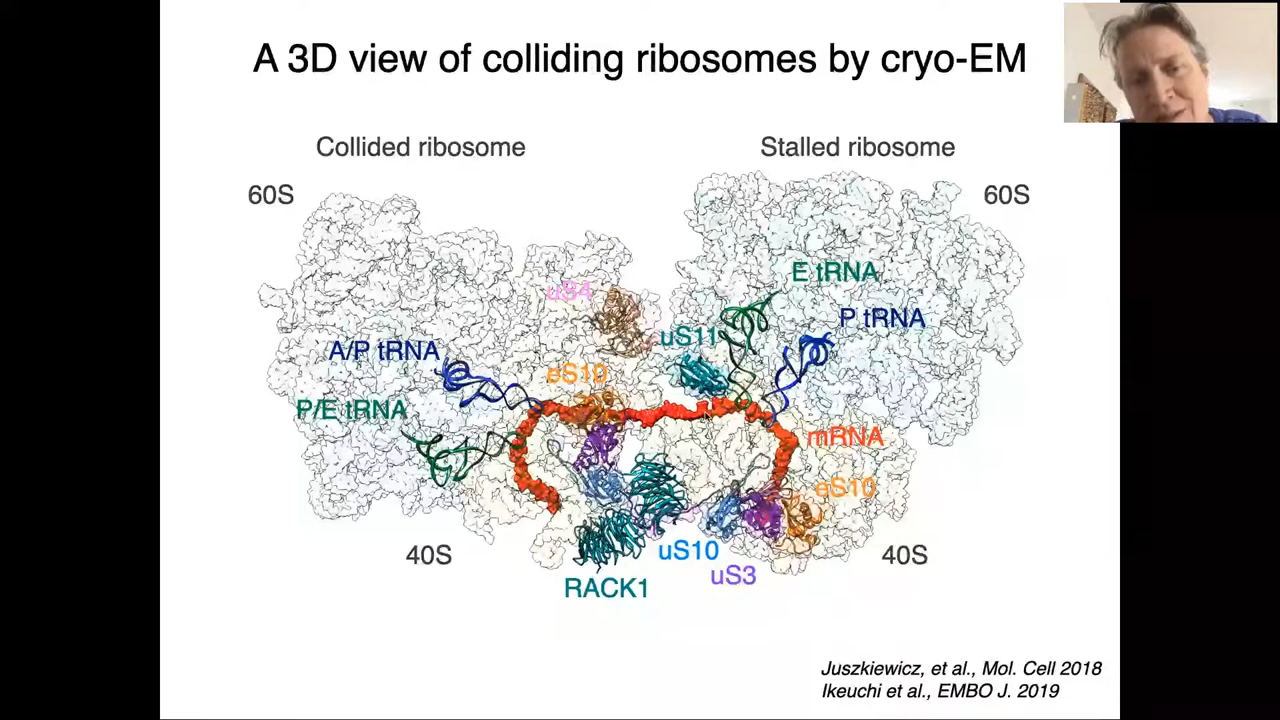 A 3D view of colliding ribosomes by cryo-EM
Collided ribosome
Stalled ribosome
60S
60S
E tRNA
uS4
P tRNA
uS11
A/P tRNA
eS10
P/E tRNA
mRNA
eS10
40S
uS10
40S
uS3
RACK1
Juszkiewicz, et al., Mol. Cell 2018
Ikeuchi et al., EMBO J. 2019